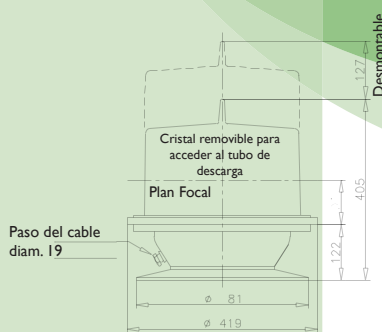 Desmontable
127
Cristal removible para
acceder al tubo de
descarga
405
Plan Focal
Paso del cable
diam. 19
122
ø 81
ø 419